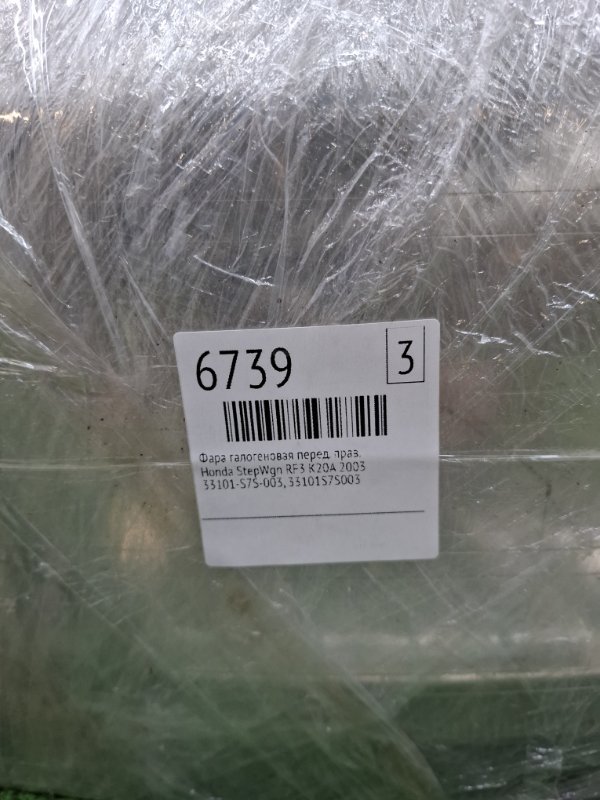 6739
3
Фара галогеновая перед. прав.
Honda StepWgn RF3 K20A 2003
33101-S7S-003, 33101S7S003